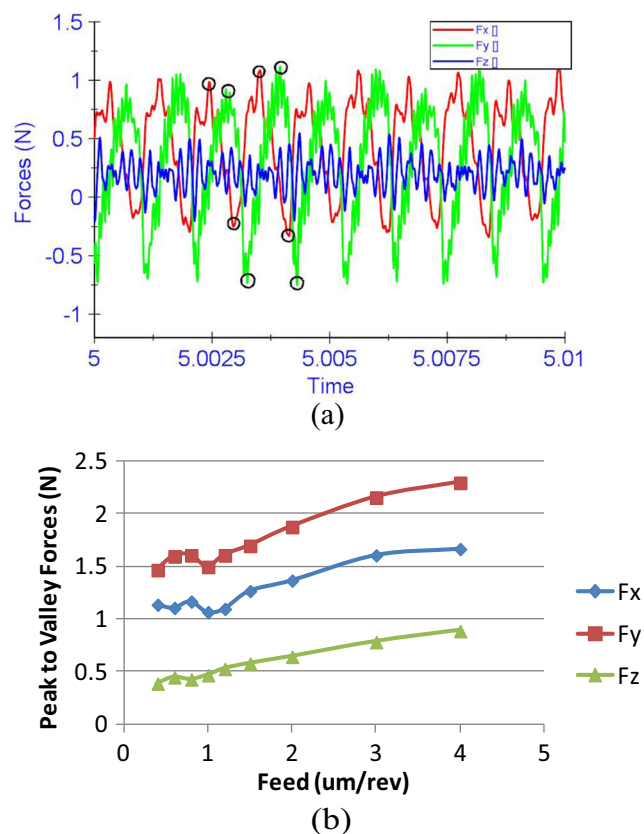 1.5
1
0.5
0
-0.5
-1
Forces (N)
Fx []
Fy []
Fz []
5 5.0025 5.005 5.0075 5.01
Time
(a)
2.5
2
1.5
1
0.5
0
Peak to Valley Forces (N)
0 1 2 3 4 5
Feed (um/rev)
Fx
Fy
Fz
(b)